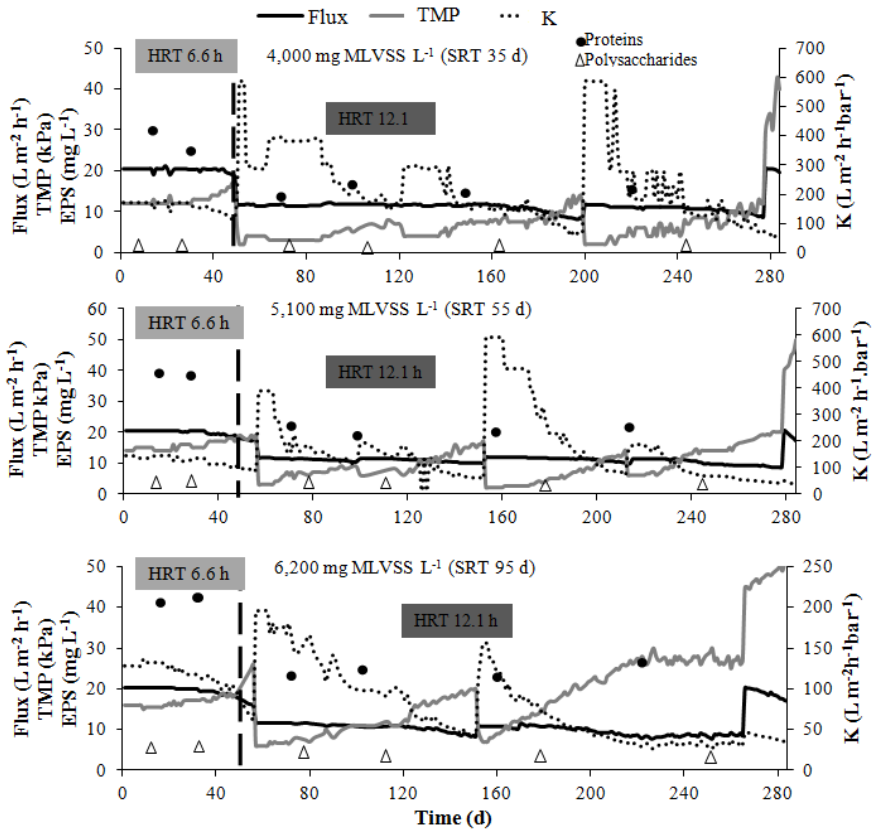 Flux TMP K
HRT 6.6 h
4,000 mg MLVSS L-1 (SRT 35 d)
Proteins
Polysaccharides
HRT 12.1
Flux (L m-2 h-1)
TMP (kPa)
EPS (mg L-1)
50
40
30
20
10
0
700
600
500
400
300
200
100
0
K (L m-2 h-1bar-1)
0 40 80 120 160 200 240 280
5,100 mg MLVSS L-1 (SRT 55 d)
HRT 6.6 h
HRT 12.1 h
Flux (L m-2 h-1)
TMP kPa)
EPS (mg L-1)
60
50
40
30
20
10
0
700
600
500
400
300
200
100
0
K (L m-2 h-1.bar-1)
0 40 80 120 160 200 240 280
HRT 6.6 h
6,200 mg MLVSS L-1 (SRT 95 d)
HRT 12.1 h
Flux (L m-2 h-1)
TMP (kPa)
EPS (mg L-1)
50
40
30
20
10
0
250
200
150
100
50
0
K (L m-2h-1bar-1)
0 40 80 120 160 200 240 280
Time (d)